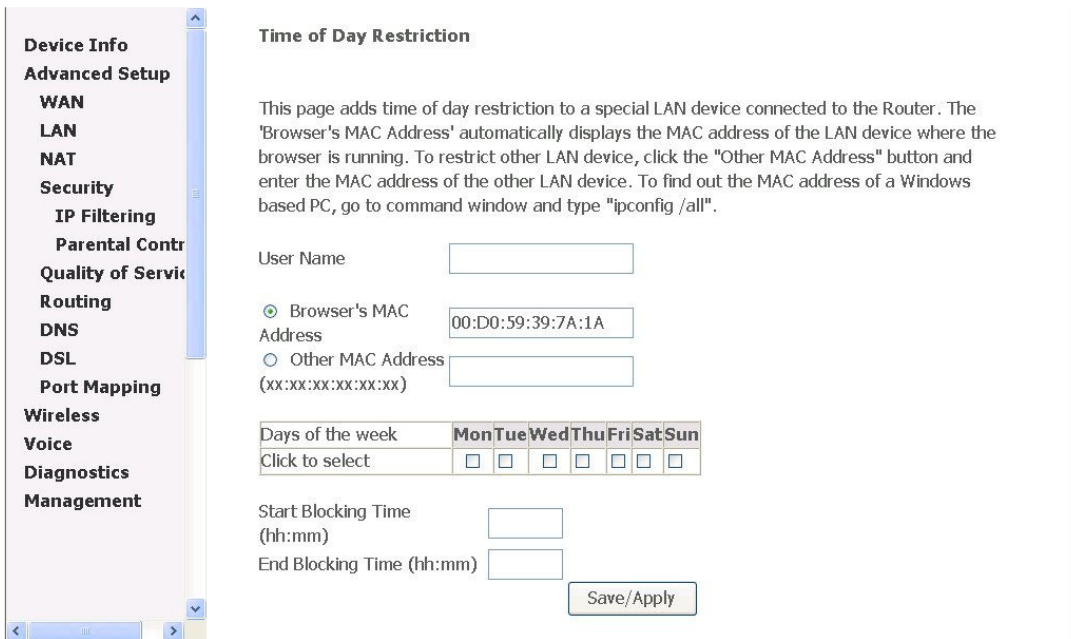 Device Info
Advanced Setup
WAN
LAN
NAT
Security
IP Filtering
Parental Contr
Quality of Servic
Routing
DNS
DSL
Port Mapping
Wireless
Voice
Diagnostics
Management
Time of Day Restriction
This page adds time of day restriction to a special LAN device connected to the Router. The
'Browser's MAC Address' automatically displays the MAC address of the LAN device where the
browser is running. To restrict other LAN device, click the "Other MAC Address" button and
enter the MAC address of the other LAN device. To find out the MAC address of a Windows
based PC, go to command window and type "ipconfig /all".
User Name
Browser's MAC
Address
00:D0:59:39:7A:1A
Other MAC Address
(xx:xx:xx:xx:xx:xx)
Days of the week Mon Tue Wed Thu Fri Sat Sun
Click to select
Start Blocking Time
(hh:mm)
End Blocking Time (hh:mm)
Save/Apply